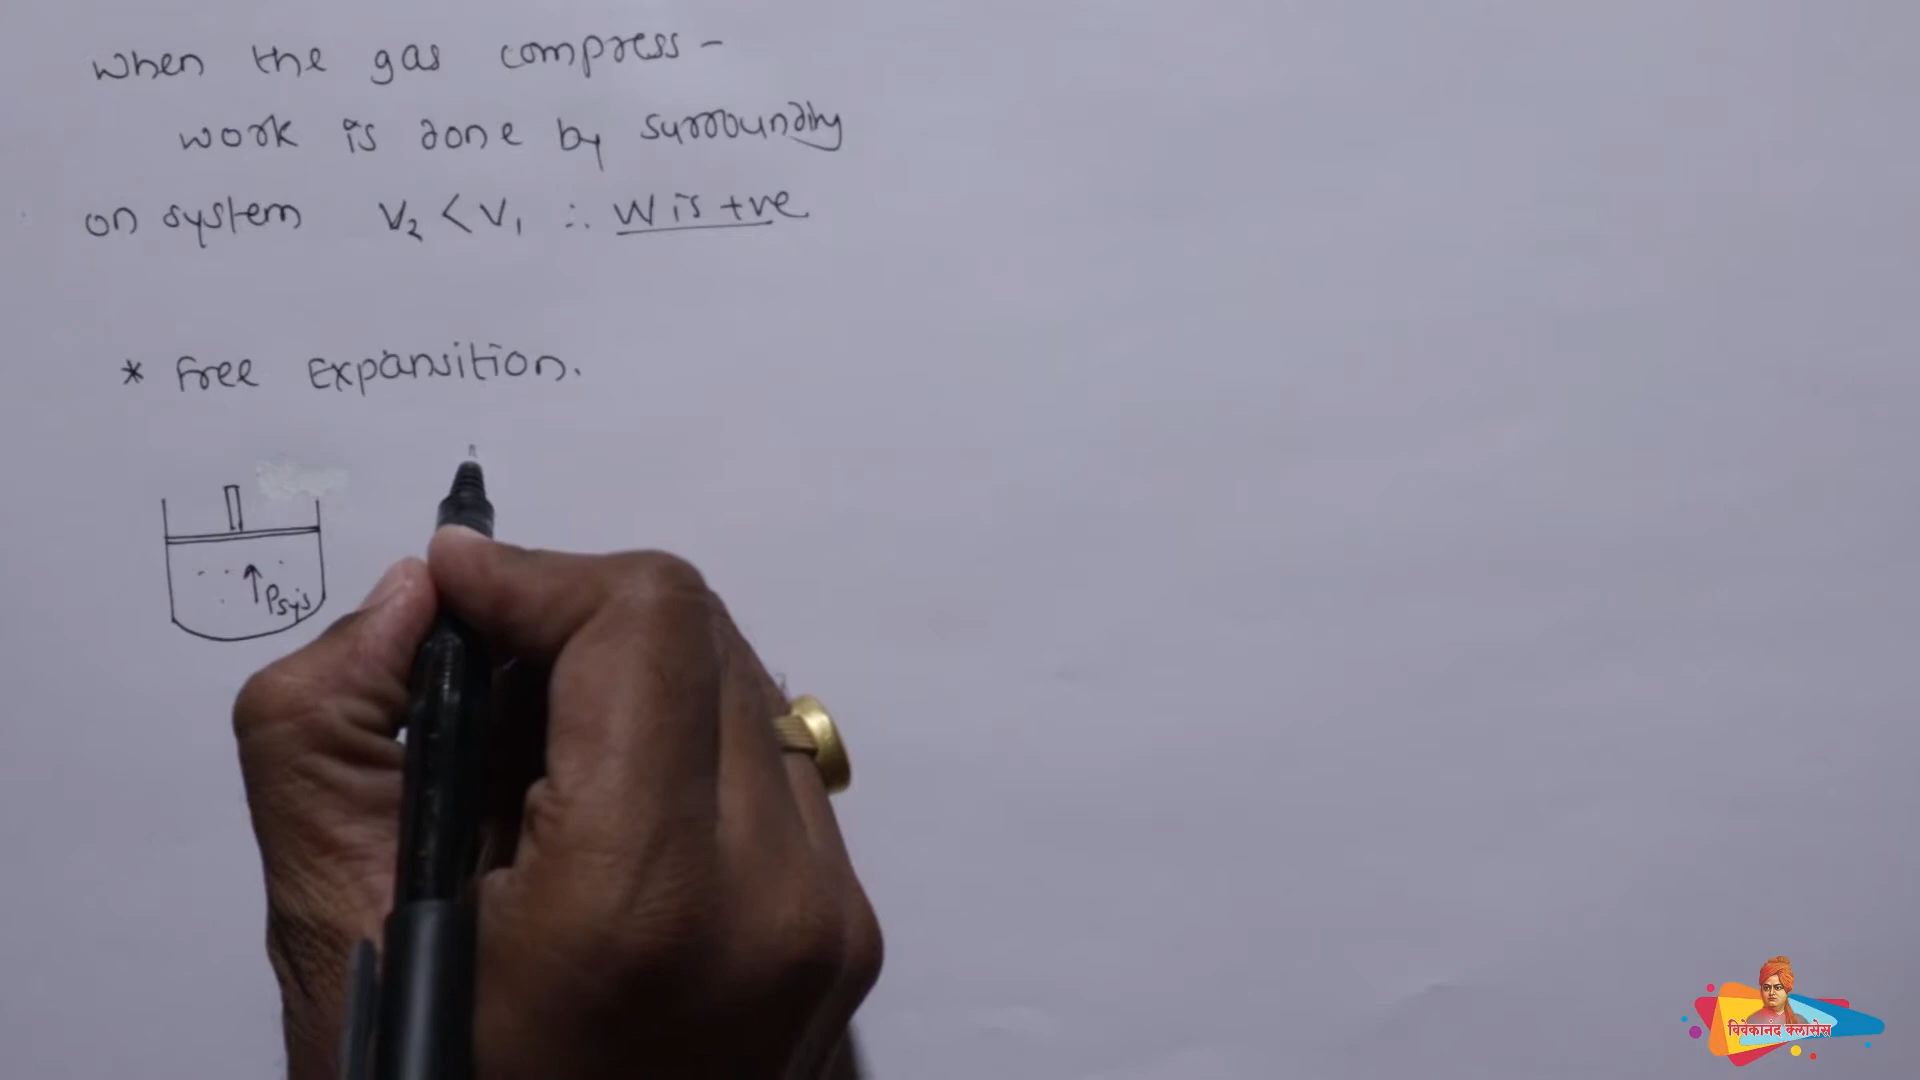 When the gas compress -
work is done by surrounding
on system V₂ < V₁ ∴ W is +ve
* Free Expansition.
Psys
विवेकानंद क्लासेस